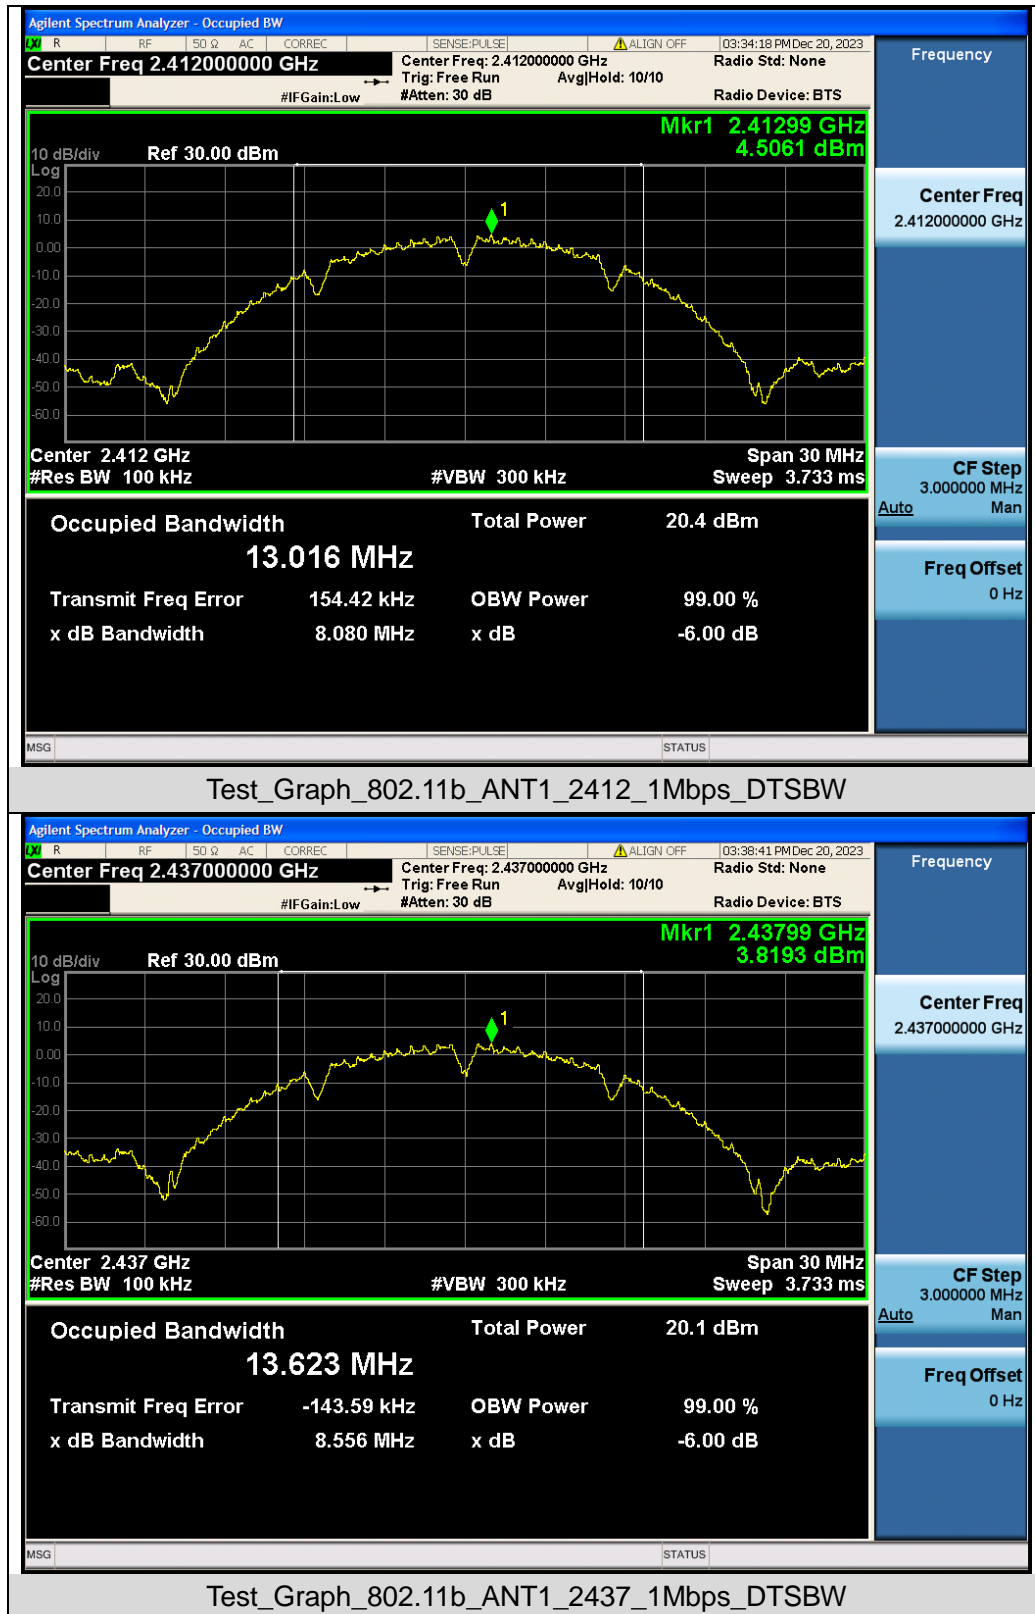 Agilent Spectrum Analyzer - Occupied BW
LXI R RF 50 Ω AC CORREC SENSE:PULSE ALIGN OFF 03:34:18 PM Dec 20, 2023
Center Freq 2.412000000 GHz
Center Freq: 2.412000000 GHz
Radio Std: None
Trig: Free Run Avg|Hold: 10/10
#IFGain:Low
#Atten: 30 dB
Radio Device: BTS
Frequency
Mkr1 2.41299 GHz
4.5061 dBm
10 dB/div Ref 30.00 dBm
Log
20.0
10.0
0.00
-10.0
-20.0
-30.0
-40.0
-50.0
-60.0
1
Center 2.412 GHz
Span 30 MHz
#Res BW 100 kHz
#VBW 300 kHz
Sweep 3.733 ms
Center Freq
2.412000000 GHz
CF Step
3.000000 MHz
Auto Man
Freq Offset
0 Hz
Occupied Bandwidth
Total Power 20.4 dBm
13.016 MHz
Transmit Freq Error 154.42 kHz OBW Power 99.00 %
x dB Bandwidth 8.080 MHz x dB -6.00 dB
MSG STATUS
Test_Graph_802.11b_ANT1_2412_1Mbps_DTSBW
Agilent Spectrum Analyzer - Occupied BW
LXI R RF 50 Ω AC CORREC SENSE:PULSE ALIGN OFF 03:38:41 PM Dec 20, 2023
Center Freq 2.437000000 GHz
Center Freq: 2.437000000 GHz
Radio Std: None
Trig: Free Run Avg|Hold: 10/10
#IFGain:Low
#Atten: 30 dB
Radio Device: BTS
Frequency
Mkr1 2.43799 GHz
3.8193 dBm
10 dB/div Ref 30.00 dBm
Log
20.0
10.0
0.00
-10.0
-20.0
-30.0
-40.0
-50.0
-60.0
1
Center 2.437 GHz
Span 30 MHz
#Res BW 100 kHz
#VBW 300 kHz
Sweep 3.733 ms
Center Freq
2.437000000 GHz
CF Step
3.000000 MHz
Auto Man
Freq Offset
0 Hz
Occupied Bandwidth
Total Power 20.1 dBm
13.623 MHz
Transmit Freq Error -143.59 kHz OBW Power 99.00 %
x dB Bandwidth 8.556 MHz x dB -6.00 dB
MSG STATUS
Test_Graph_802.11b_ANT1_2437_1Mbps_DTSBW